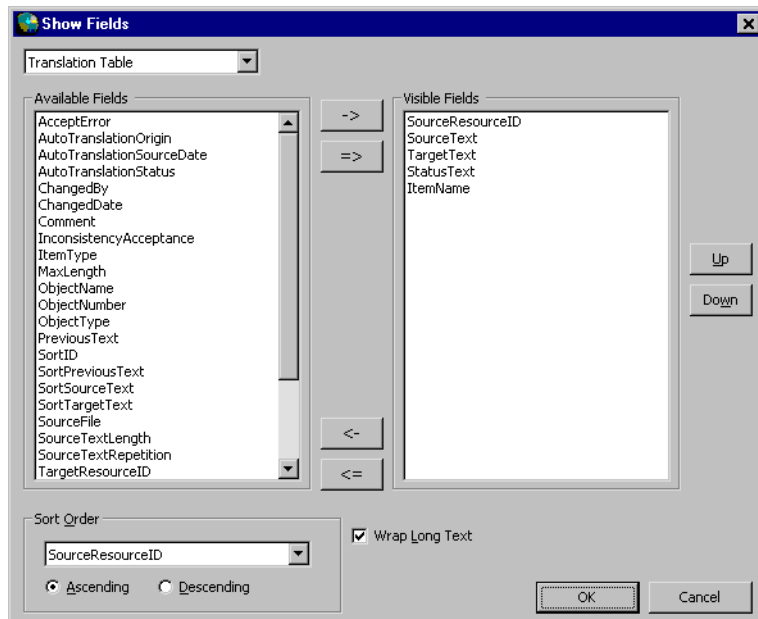 Show Fields
Translation Table
Available Fields
AcceptError
AutoTranslationOrigin
AutoTranslationSourceDate
AutoTranslationStatus
ChangedBy
ChangedDate
Comment
InconsistencyAcceptance
ItemType
MaxLength
ObjectName
ObjectNumber
ObjectType
PreviousText
SortID
SortPreviousText
SortSourceText
SortTargetText
SourceFile
SourceTextLength
SourceTextRepetition
TargetResourceID
->
=>
<-
<=
Visible Fields
SourceResourceID
SourceText
TargetText
StatusText
ItemName
Up
Down
Sort Order
SourceResourceID
Ascending
Descending
Wrap Long Text
OK
Cancel